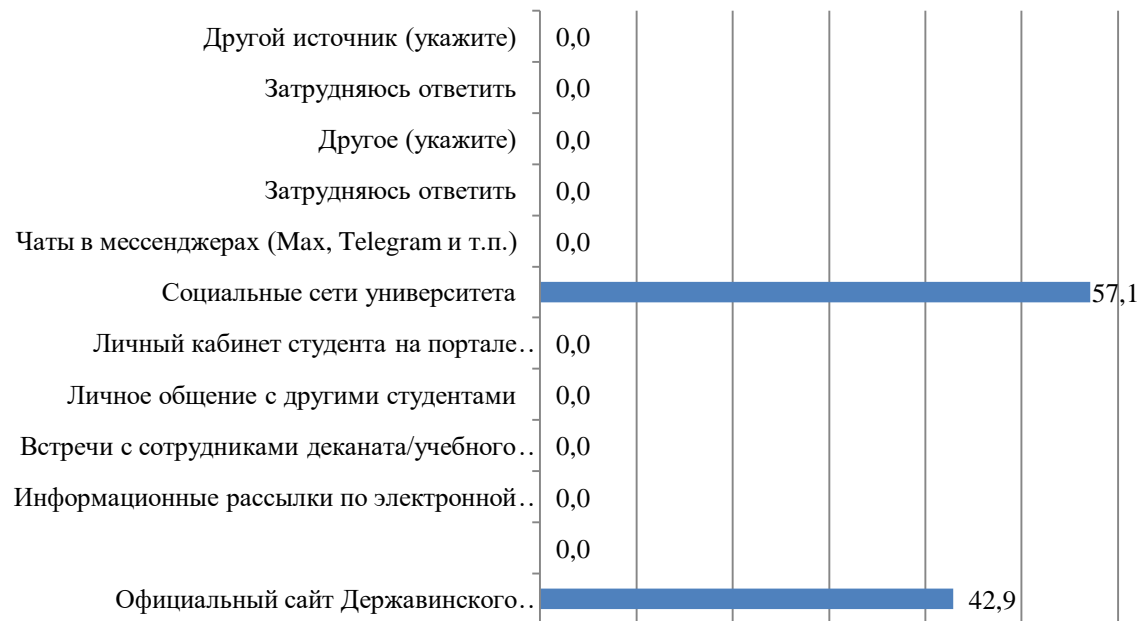 Другой источник (укажите) 0,0
Затрудняюсь ответить 0,0
Другое (укажите) 0,0
Затрудняюсь ответить 0,0
Чаты в мессенджерах (Max, Telegram и т.п.) 0,0
Социальные сети университета 57,1
Личный кабинет студента на портале.. 0,0
Личное общение с другими студентами 0,0
Встречи с сотрудниками деканата/учебного.. 0,0
Информационные рассылки по электронной.. 0,0
0,0
Официальный сайт Державинского.. 42,9